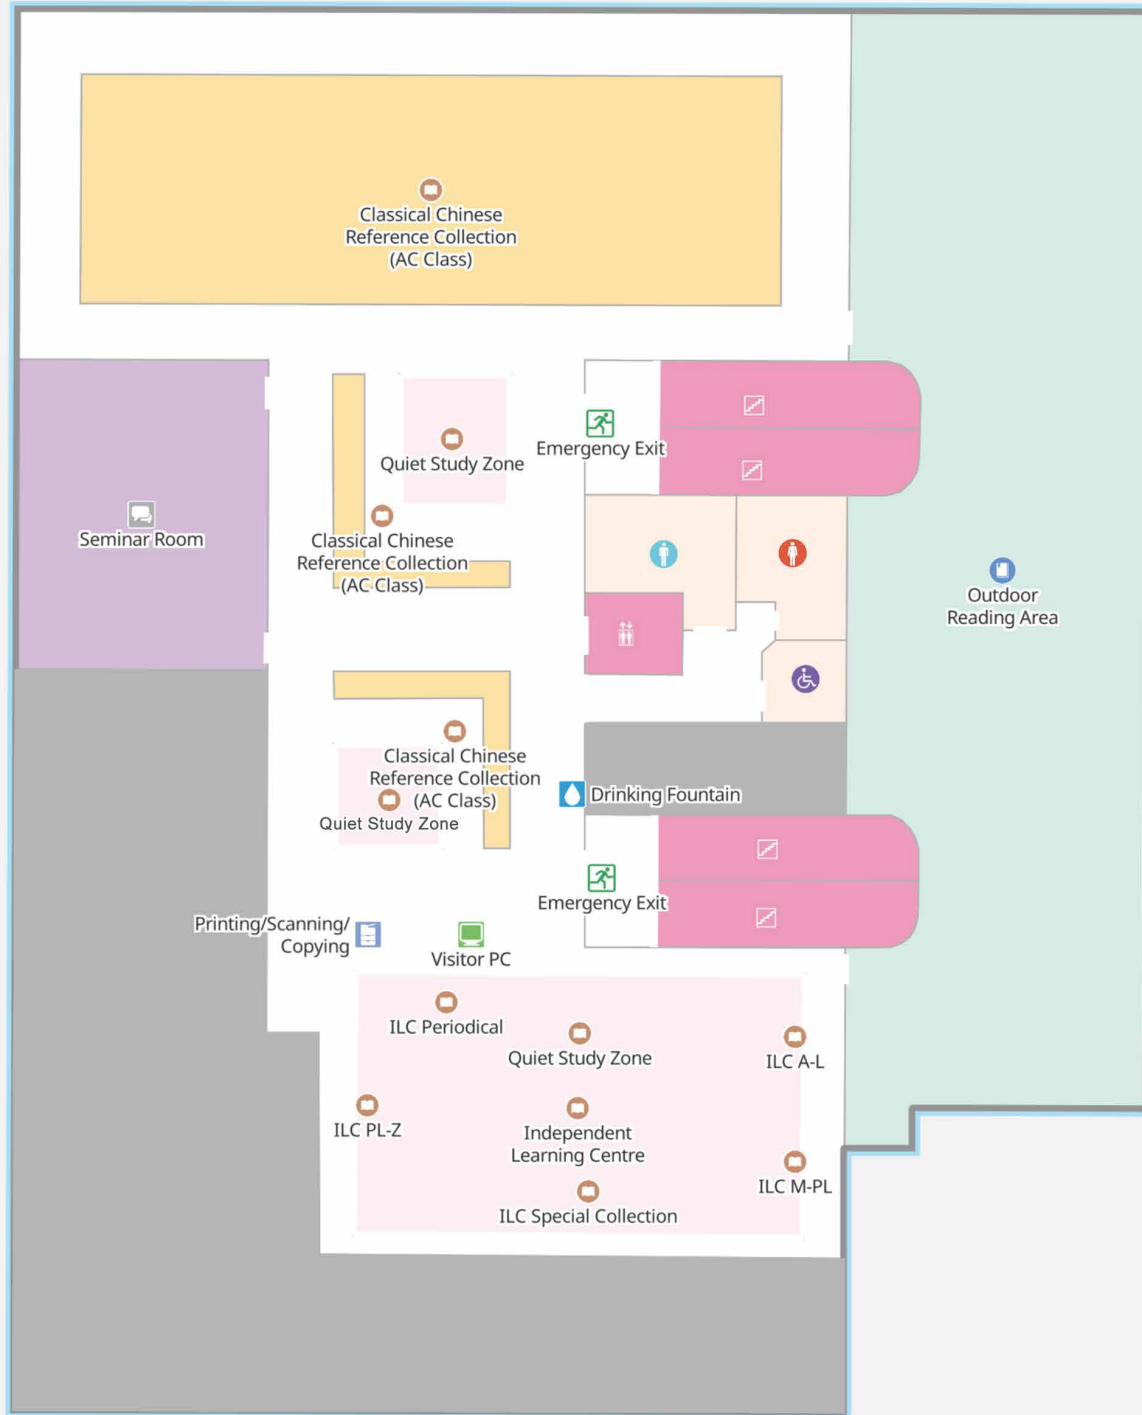 Classical Chinese
Reference Collection
(AC Class)
Quiet Study Zone
Emergency Exit
Seminar Room
Classical Chinese
Reference Collection
(AC Class)
Outdoor
Reading Area
Classical Chinese
Reference Collection
(AC Class)
Quiet Study Zone
Drinking Fountain
Emergency Exit
Printing/Scanning/
Copying
Visitor PC
ILC Periodical
Quiet Study Zone
ILC A-L
ILC PL-Z
Independent
Learning Centre
ILC M-PL
ILC Special Collection